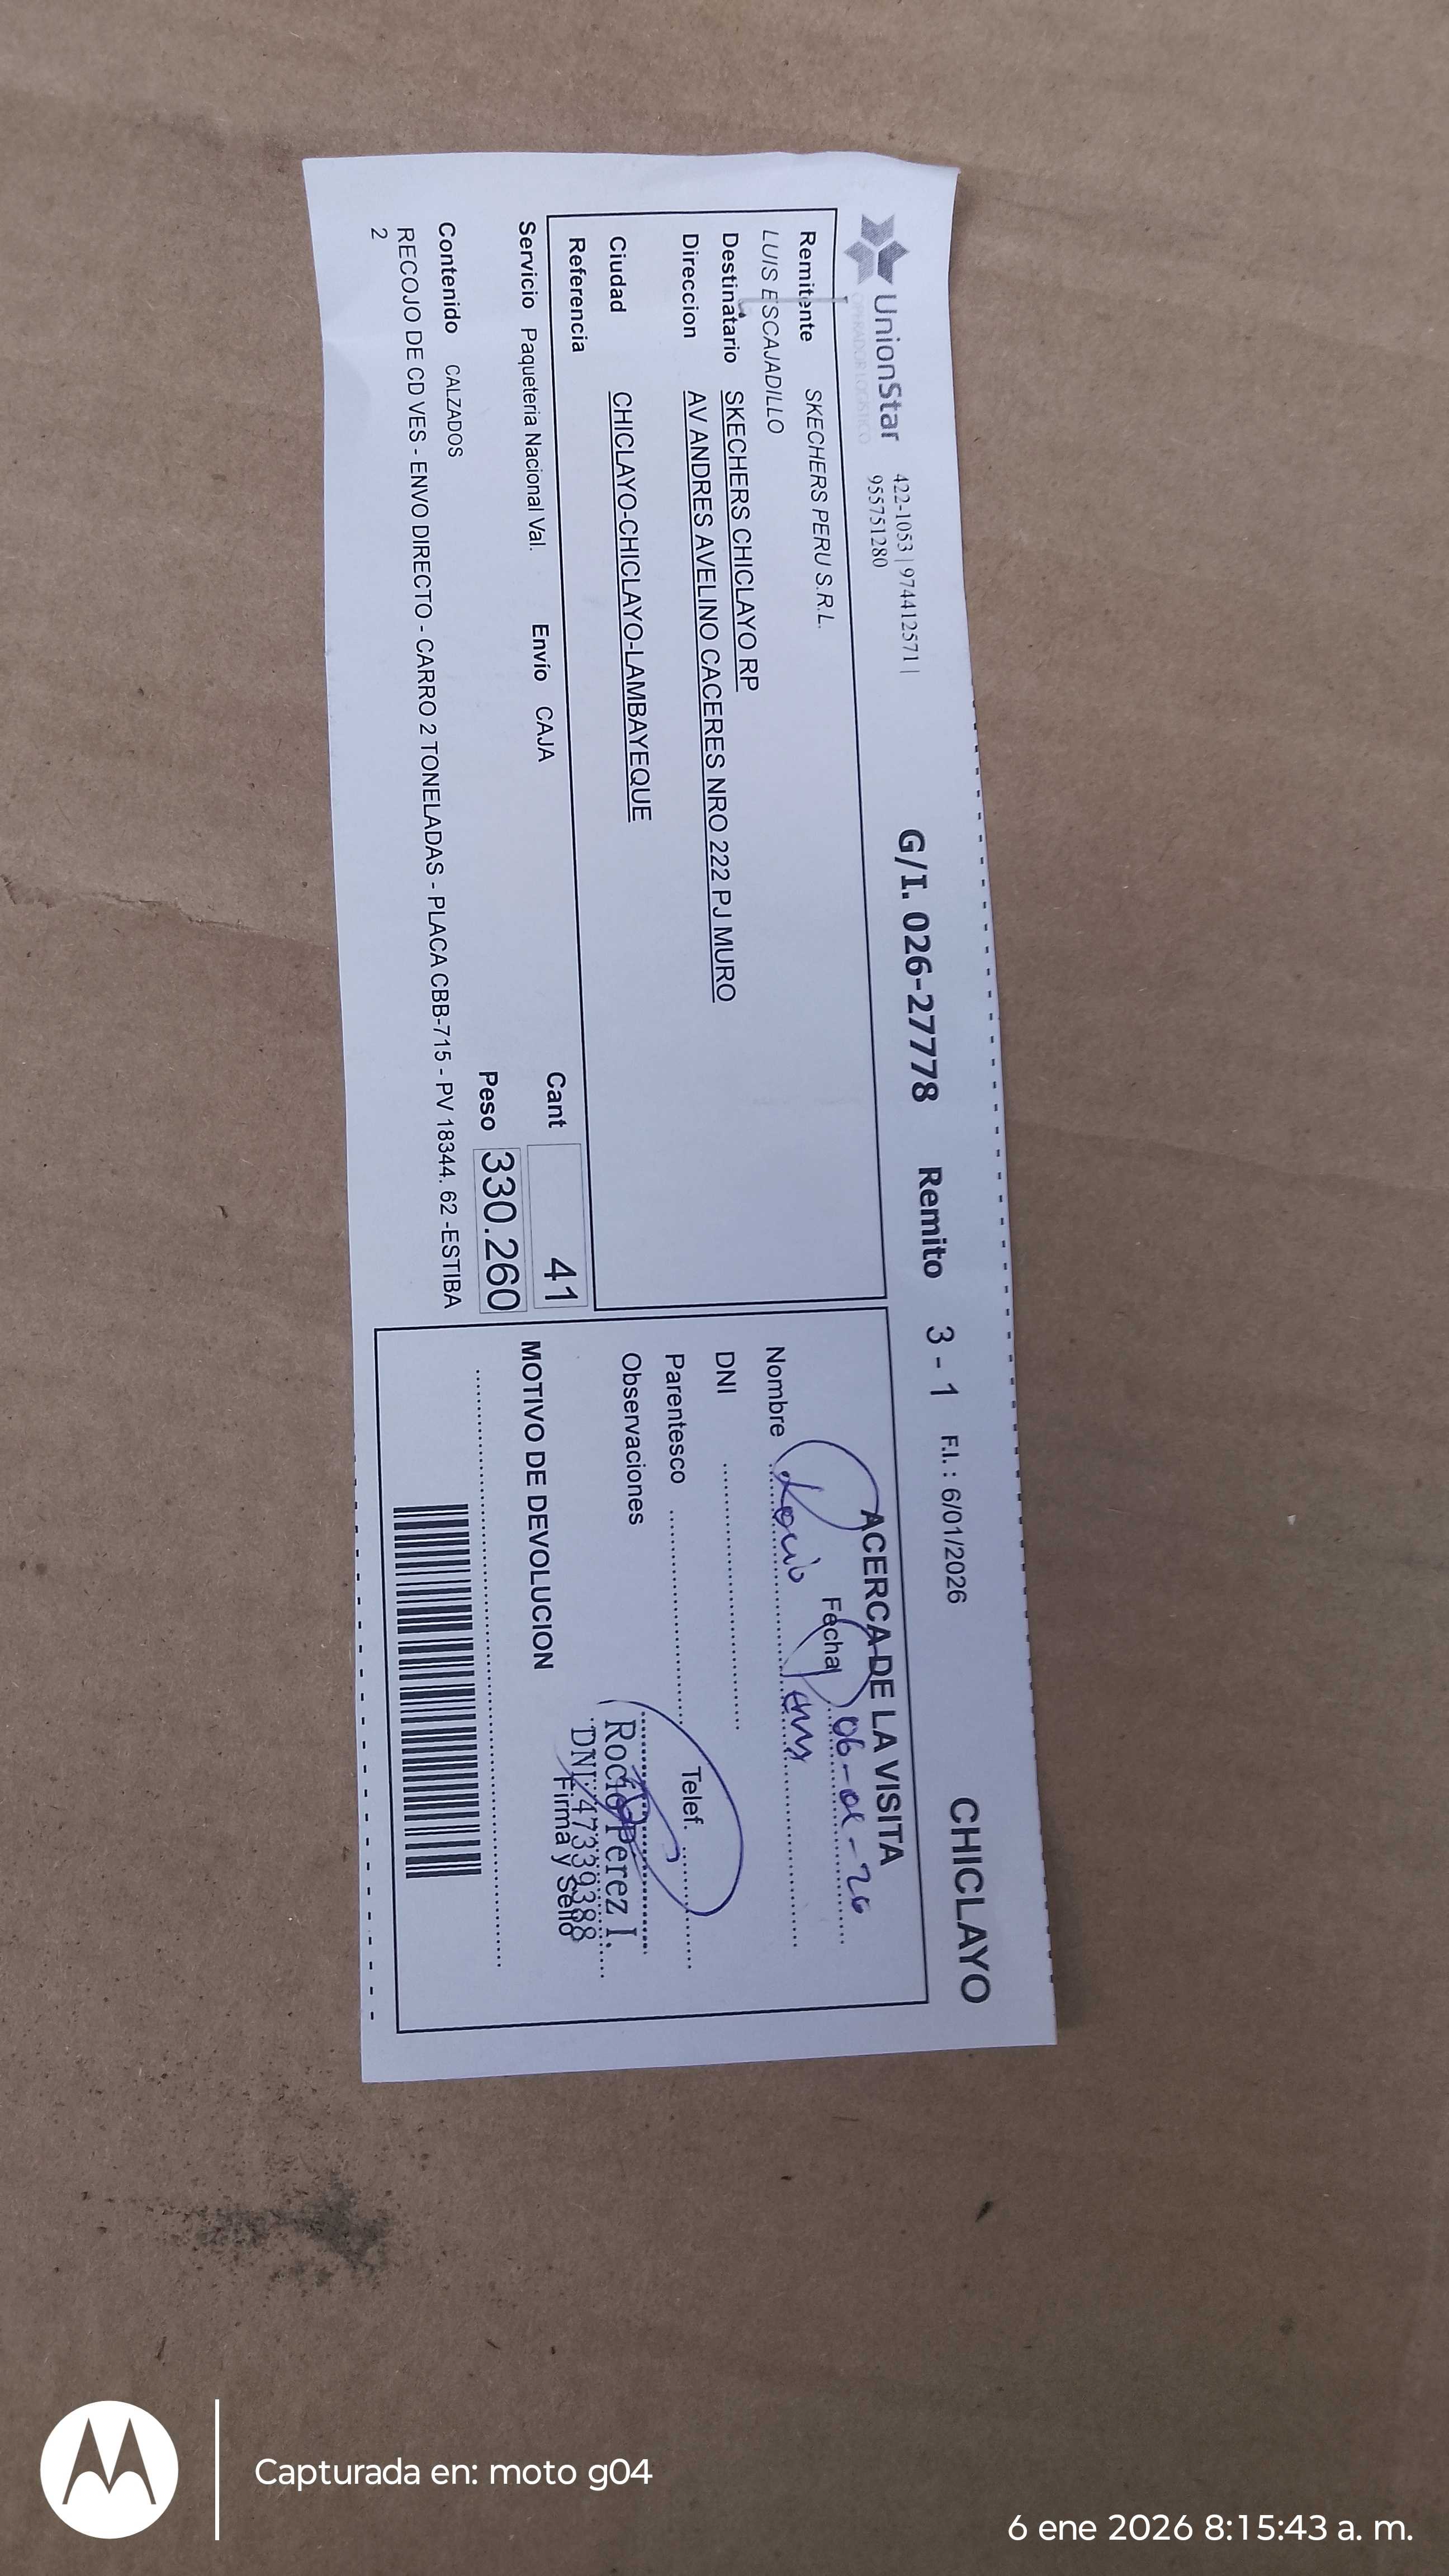 UnionStar
OPERADOR LOGISTICO
422-1053 | 974412571 |
955751280
G/I. 026-27778 Remito 3 - 1 F.I. : 6/01/2026 CHICLAYO
Remitente SKECHERS PERU S.R.L.
LUIS ESCAJADILLO
Destinatario SKECHERS CHICLAYO RP
Direccion AV ANDRES AVELINO CACERES NRO 222 PJ MURO
Ciudad CHICLAYO-CHICLAYO-LAMBAYEQUE
Referencia
Servicio Paqueteria Nacional Val. Envío CAJA Cant 41
Peso 330.260
Contenido CALZADOS
RECOJO DE CD VES - ENVO DIRECTO - CARRO 2 TONELADAS - PLACA CBB-715 - PV 18344. 62 -ESTIBA
2
ACERCA DE LA VISITA
Fecha
Nombre Rocio
DNI
Parentesco Telef.
Observaciones
Rocio Perez I.
DNI 47339388
Firma y Sello
MOTIVO DE DEVOLUCION
Capturada en: moto g04
6 ene 2026 8:15:43 a. m.